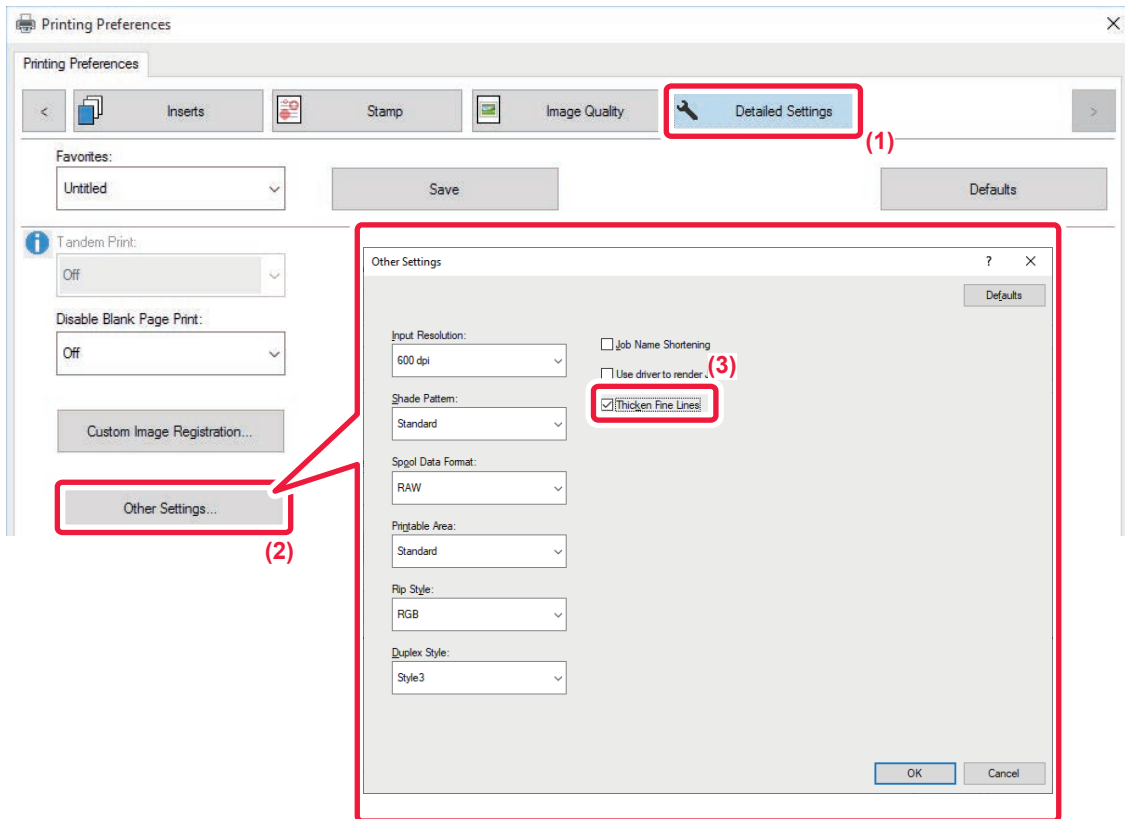 Printing Preferences
Printing Preferences
<
Inserts
Stamp
Image Quality
Detailed Settings
>
(1)
Favorites:
Untitled
Save
Defaults
Tandem Print:
Off
Disable Blank Page Print:
Off
Custom Image Registration...
Other Settings...
(2)
Other Settings
?
Defaults
Input Resolution:
600 dpi
Shade Pattern:
Standard
Spool Data Format:
RAW
Printable Area:
Standard
Rip Style:
RGB
Duplex Style:
Style3
Job Name Shortening
(3)
Use driver to render
Thicken Fine Lines
OK
Cancel